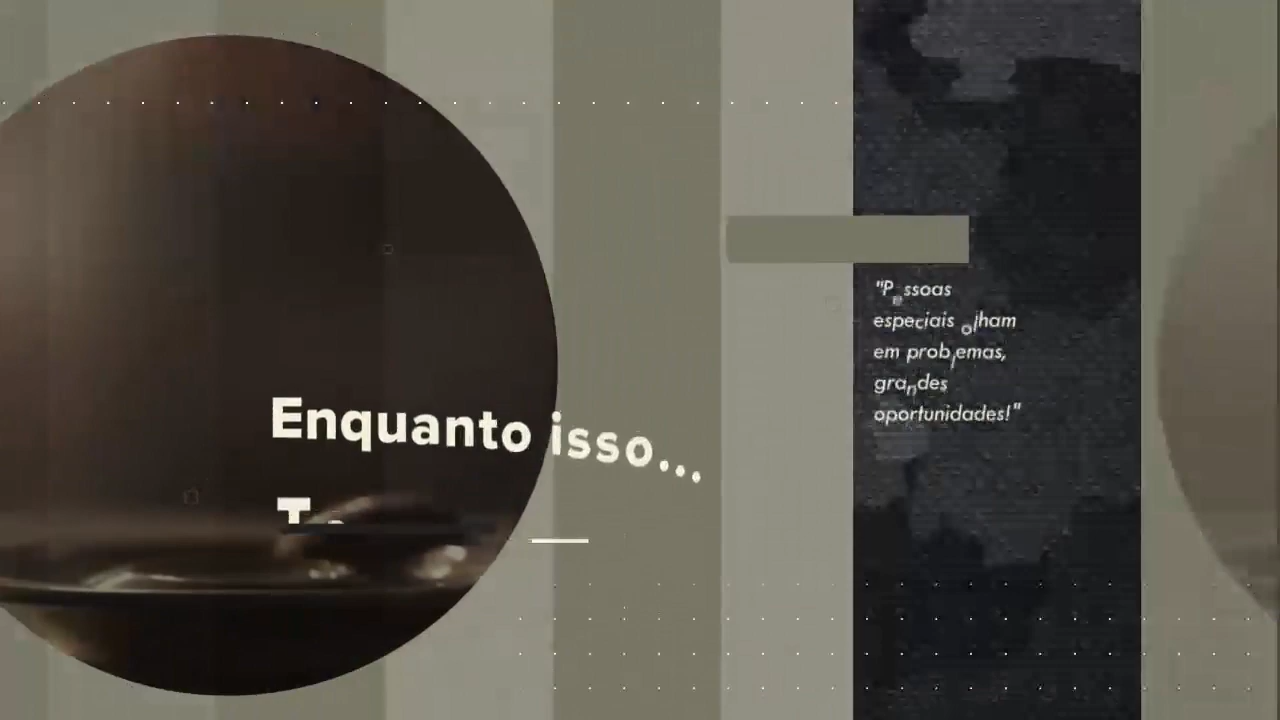 Enquanto isso...
"Pessoas
especiais olham
em problemas,
grandes
oportunidades!"